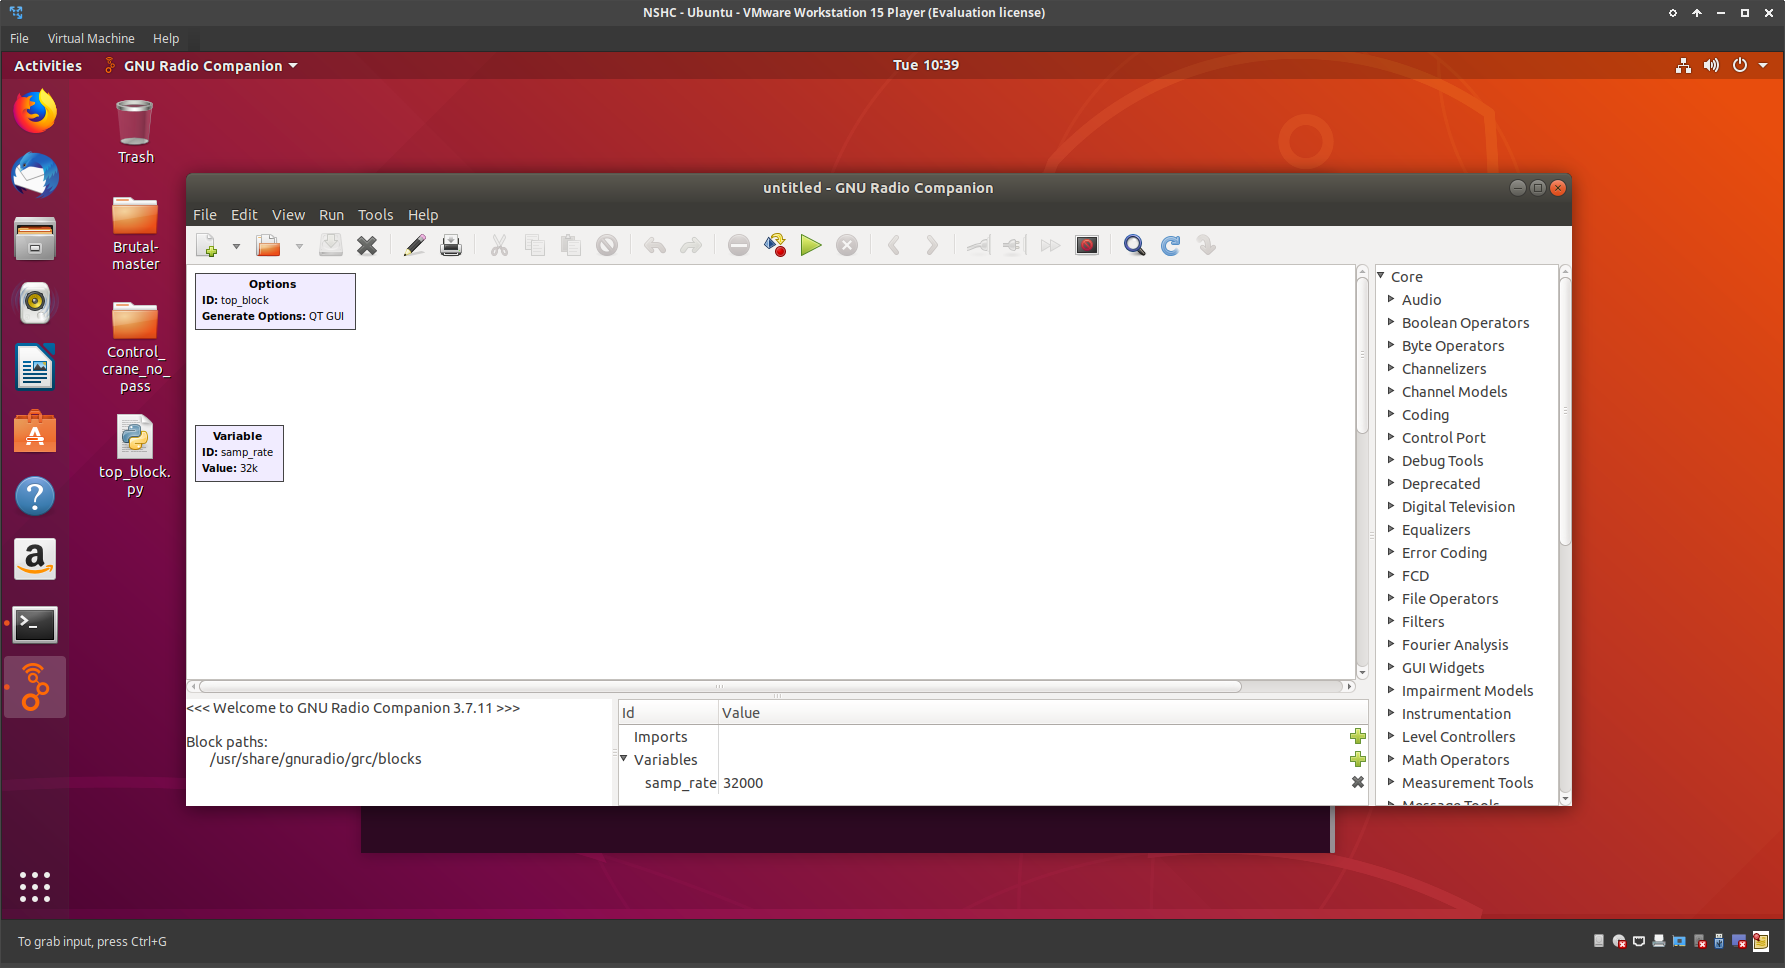 NSHC - Ubuntu - VMware Workstation 15 Player (Evaluation license)
File Virtual Machine Help
Activities GNU Radio Companion Tue 10:39
Trash
Brutal-
master
Control_
crane_no_
pass
top_block.
py
untitled - GNU Radio Companion
File Edit View Run Tools Help
Options
ID: top_block
Generate Options: QT GUI
Variable
ID: samp_rate
Value: 32k
Core
Audio
Boolean Operators
Byte Operators
Channelizers
Channel Models
Coding
Control Port
Debug Tools
Deprecated
Digital Television
Equalizers
Error Coding
FCD
File Operators
Filters
Fourier Analysis
GUI Widgets
Impairment Models
Instrumentation
Level Controllers
Math Operators
Measurement Tools
Message Tools
<<< Welcome to GNU Radio Companion 3.7.11 >>>
Block paths:
/usr/share/gnuradio/grc/blocks
Id Value
Imports
Variables
samp_rate 32000
To grab input, press Ctrl+G